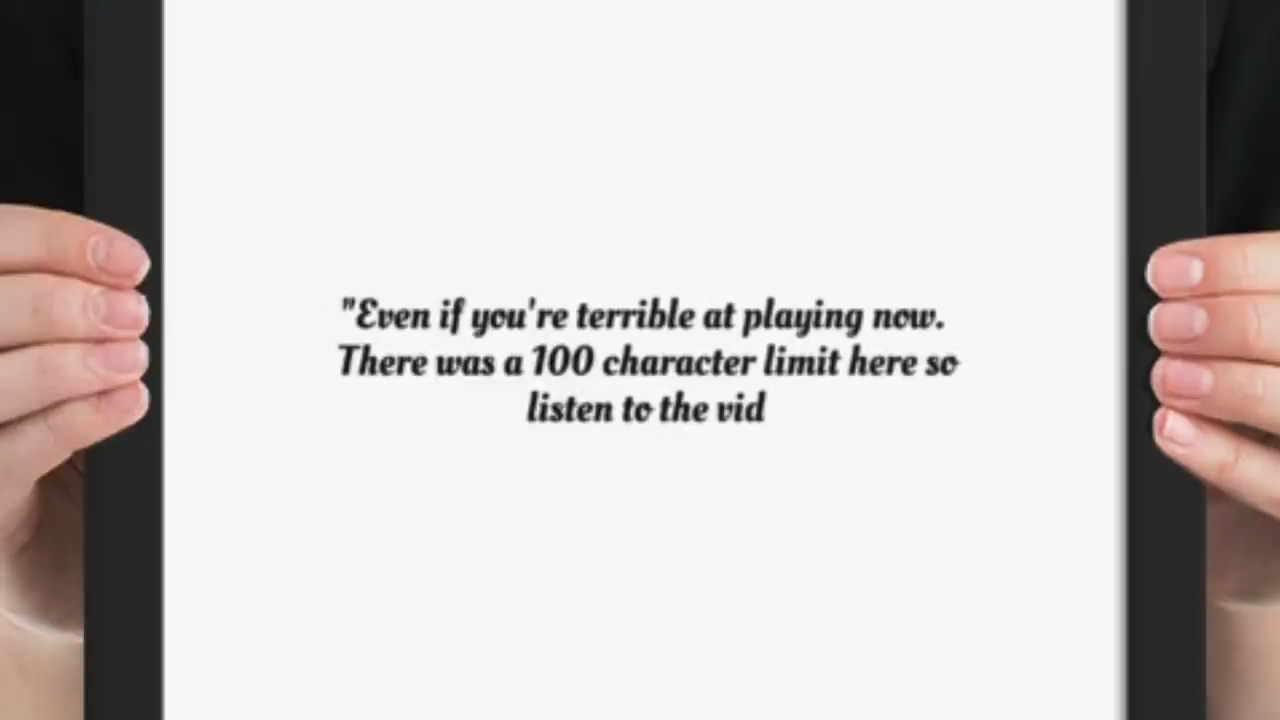 "Even if you're terrible at playing now.
There was a 100 character limit here so
listen to the vid